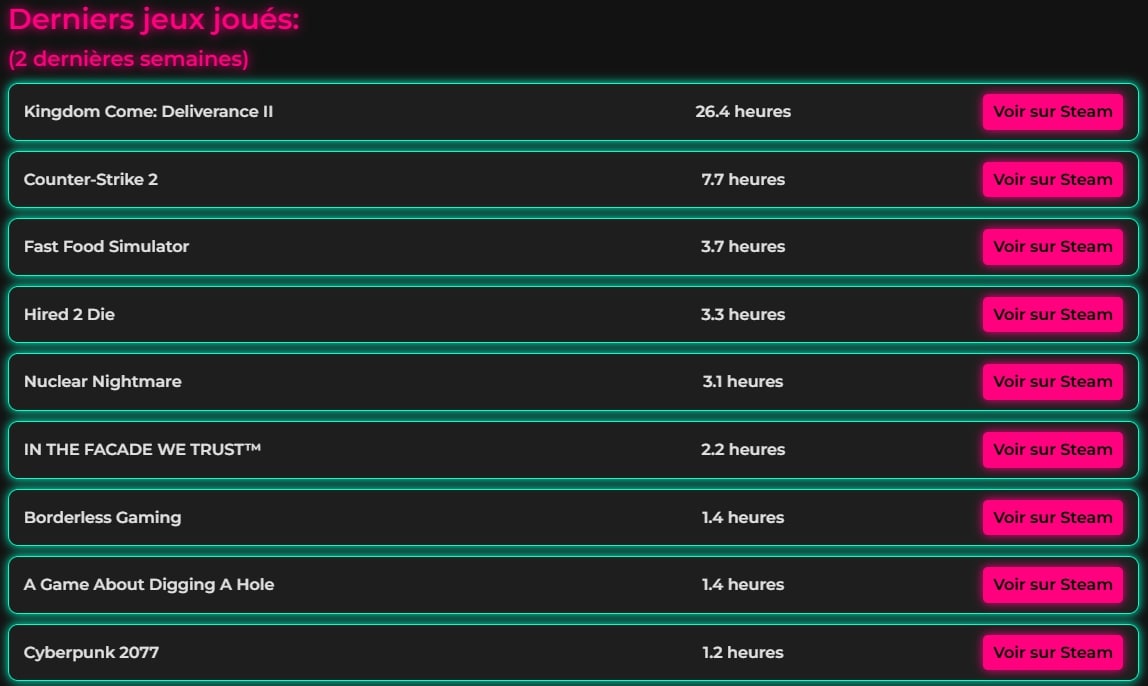 Derniers jeux joués:
(2 dernières semaines)
Kingdom Come: Deliverance II 26.4 heures Voir sur Steam
Counter-Strike 2 7.7 heures Voir sur Steam
Fast Food Simulator 3.7 heures Voir sur Steam
Hired 2 Die 3.3 heures Voir sur Steam
Nuclear Nightmare 3.1 heures Voir sur Steam
IN THE FACADE WE TRUST™ 2.2 heures Voir sur Steam
Borderless Gaming 1.4 heures Voir sur Steam
A Game About Digging A Hole 1.4 heures Voir sur Steam
Cyberpunk 2077 1.2 heures Voir sur Steam